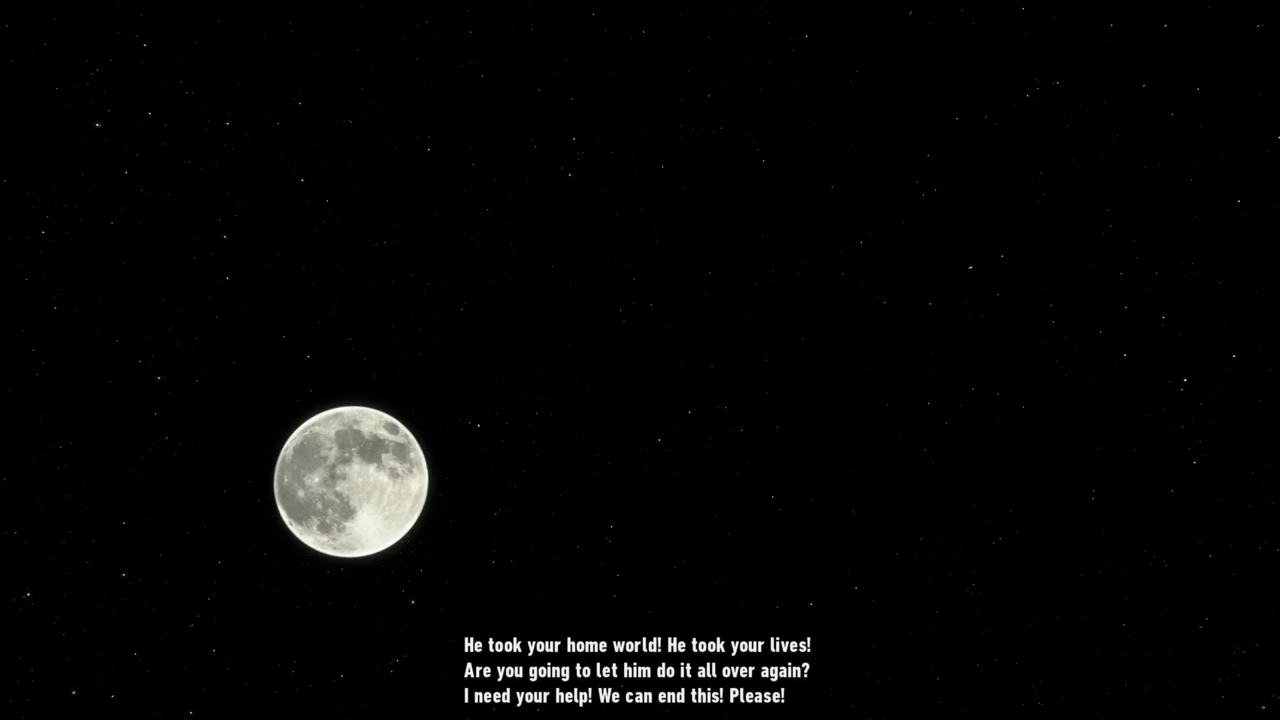 He took your home world! He took your lives!
Are you going to let him do it all over again?
I need your help! We can end this! Please!